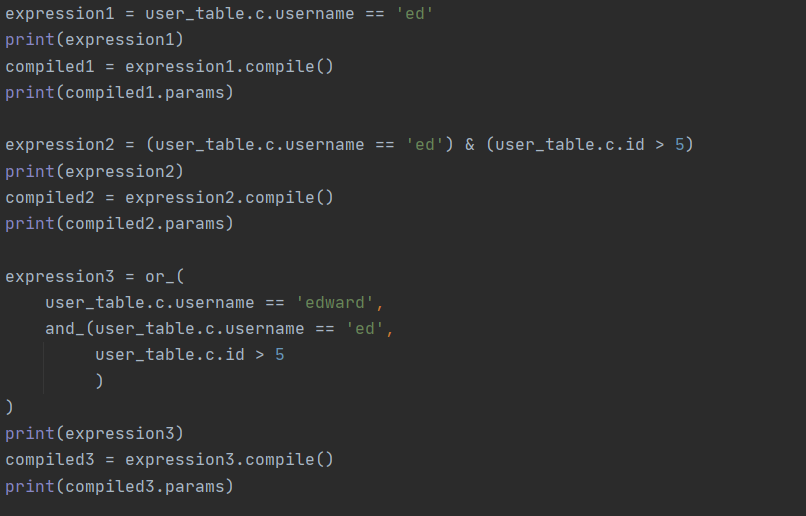 expression1 = user_table.c.username == 'ed'
print(expression1)
compiled1 = expression1.compile()
print(compiled1.params)

expression2 = (user_table.c.username == 'ed') & (user_table.c.id > 5)
print(expression2)
compiled2 = expression2.compile()
print(compiled2.params)

expression3 = or_(
    user_table.c.username == 'edward',
    and_(user_table.c.username == 'ed',
         user_table.c.id > 5
         )
)
print(expression3)
compiled3 = expression3.compile()
print(compiled3.params)